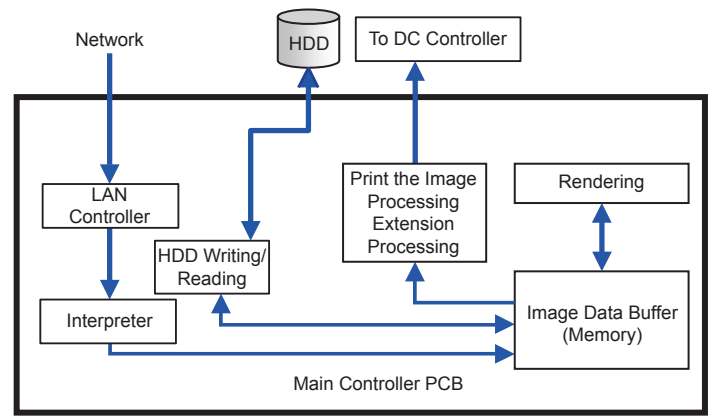 Network
HDD
To DC Controller
LAN
Controller
Print the Image
Processing
Extension
Processing
Rendering
HDD Writing/
Reading
Interpreter
Image Data Buffer
(Memory)
Main Controller PCB